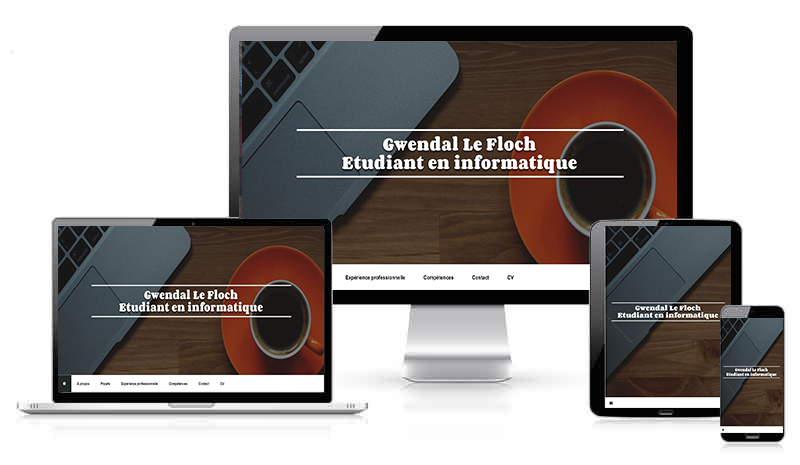 Gwendal Le Floch
Etudiant en informatique
Expérience professionnelle Compétences Contact CV
Gwendal Le Floch
Etudiant en informatique
À propos Projets Expérience professionnelle Compétences Contact CV
Gwendal Le Floch
Etudiant en informatique
Gwendal Le Floch
Etudiant en informatique